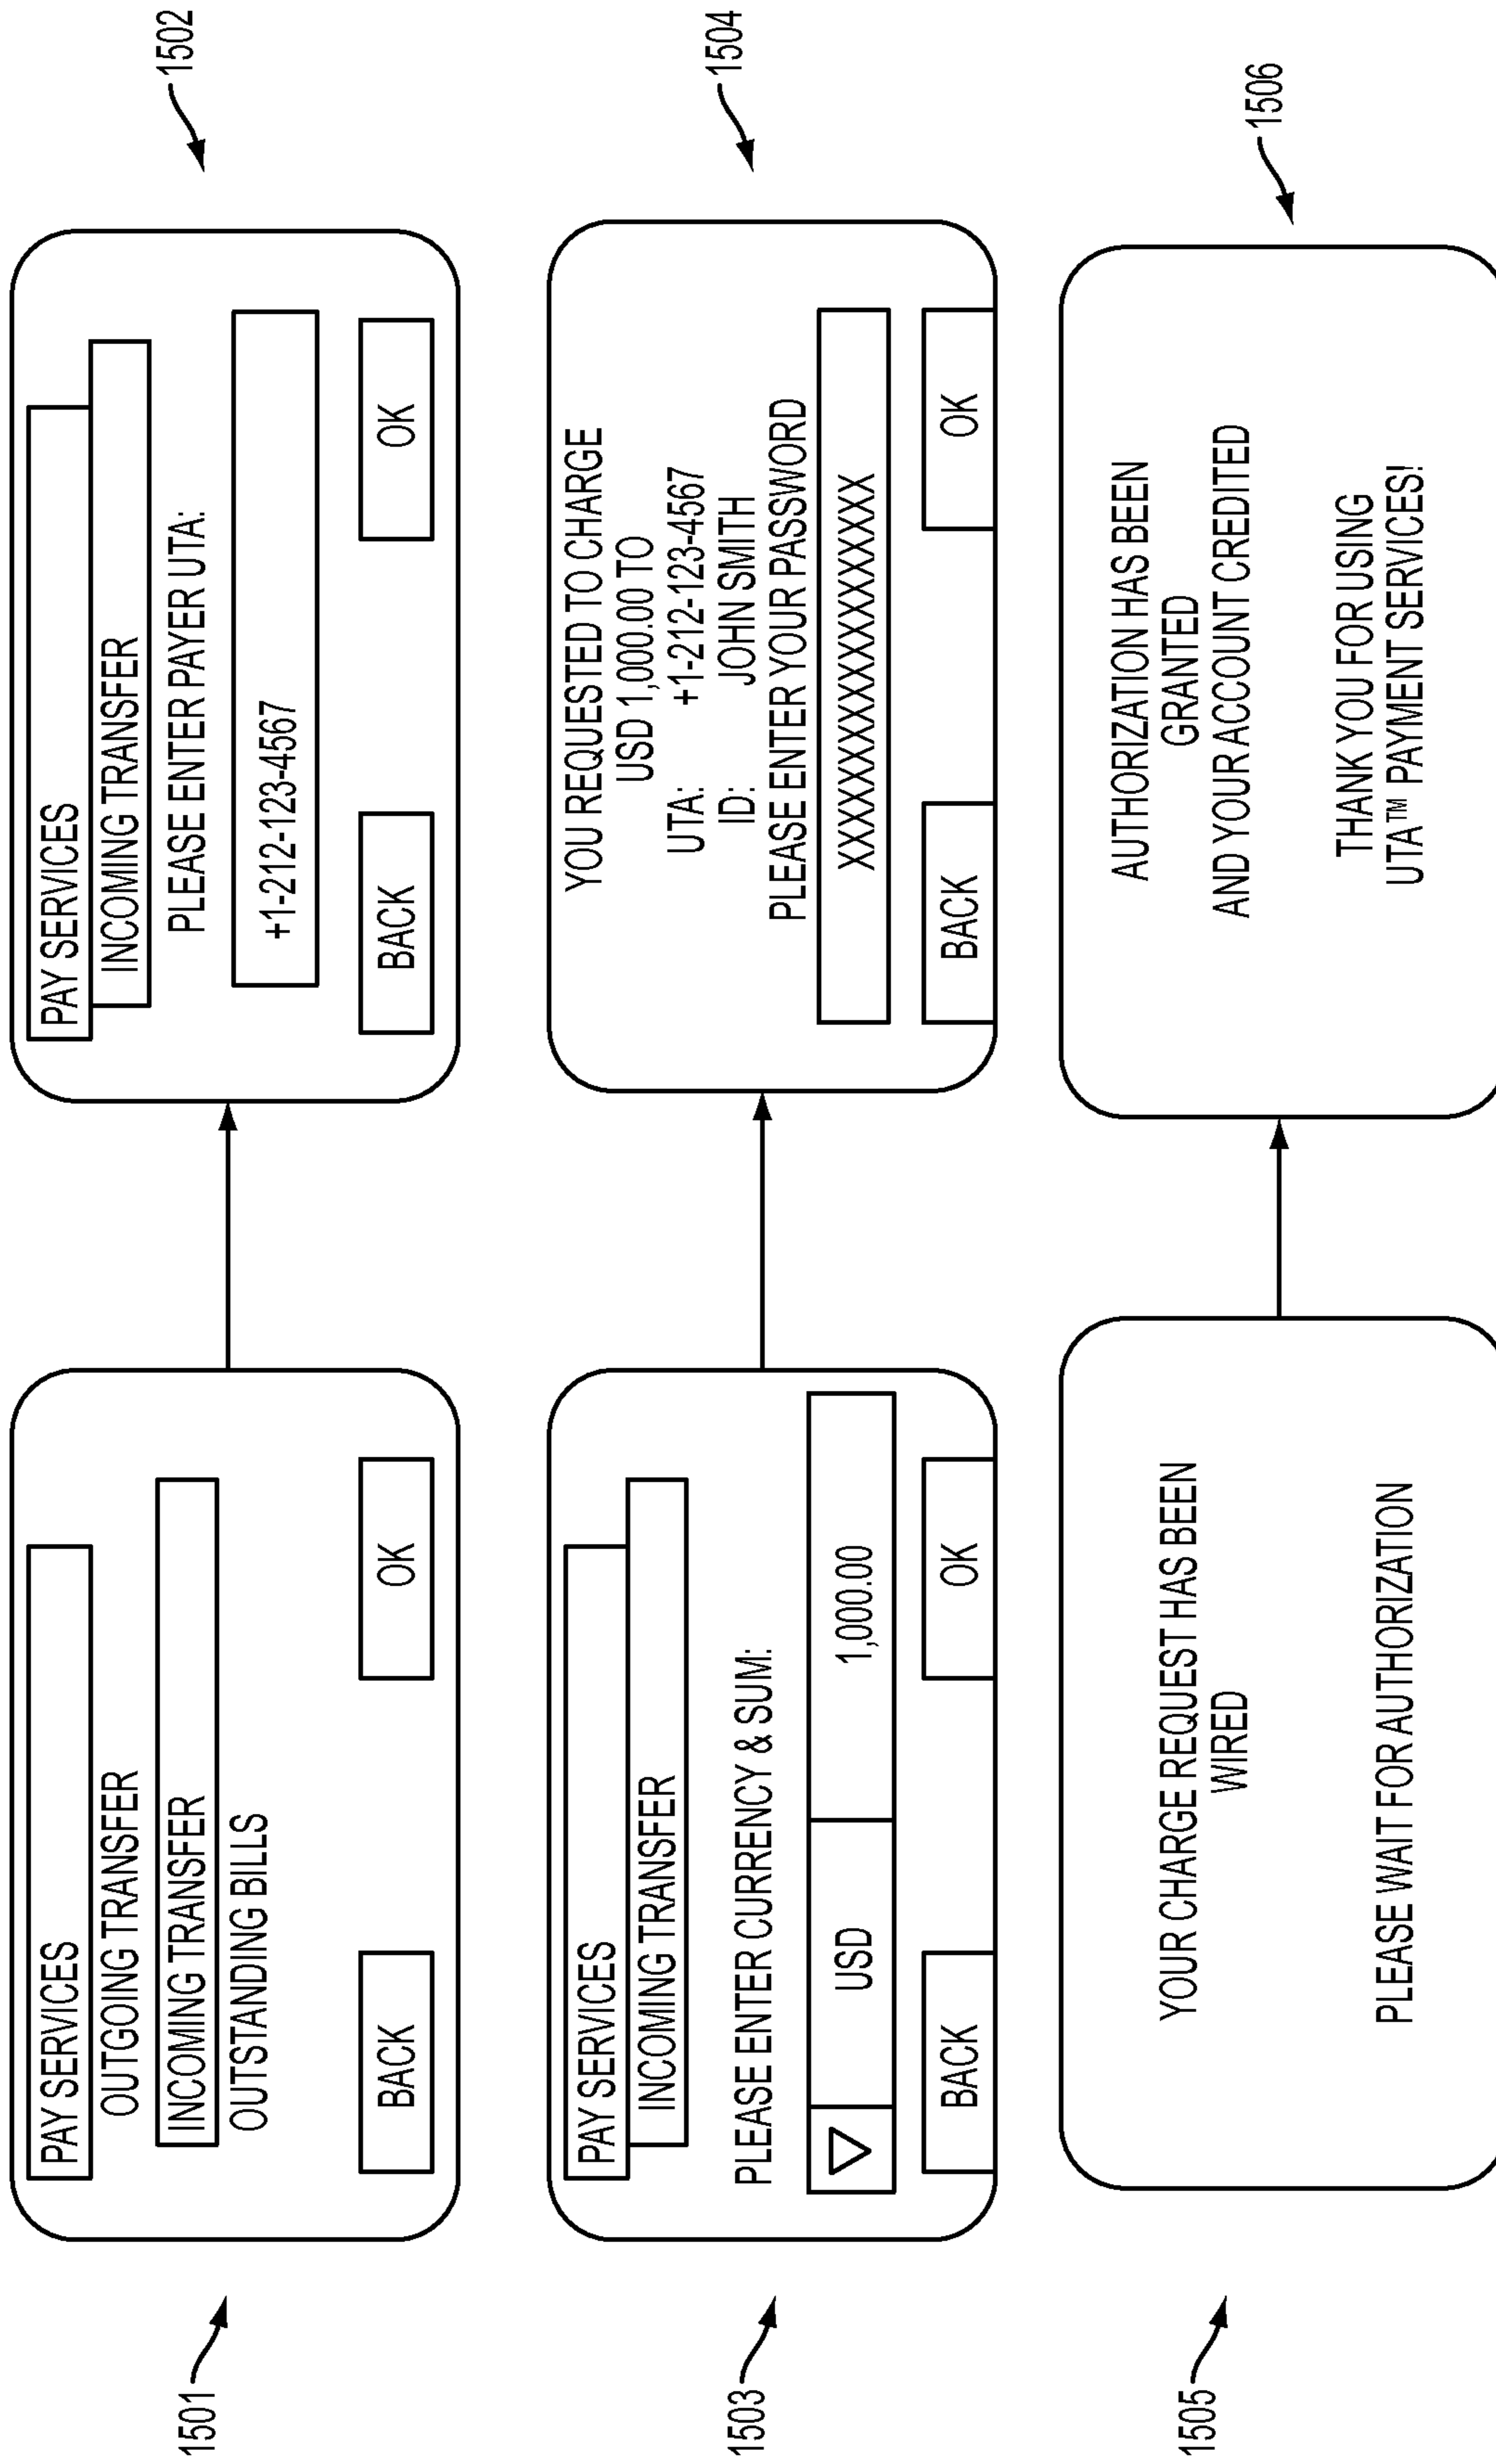 1501
PAY SERVICES
OUTGOING TRANSFER
INCOMING TRANSFER
OUTSTANDING BILLS
BACK
OK
1502
PAY SERVICES
INCOMING TRANSFER
PLEASE ENTER PAYER UTA:
+1-212-123-4567
BACK
OK
1503
PAY SERVICES
INCOMING TRANSFER
PLEASE ENTER CURRENCY & SUM:
USD
1,000.00
BACK
OK
1504
YOU REQUESTED TO CHARGE
USD 1,000.00 TO
UTA: +1-212-123-4567
ID: JOHN SMITH
PLEASE ENTER YOUR PASSWORD
XXXXXXXXXXXXXXXXXXX
BACK
OK
1505
YOUR CHARGE REQUEST HAS BEEN
WIRED
PLEASE WAIT FOR AUTHORIZATION
1506
AUTHORIZATION HAS BEEN
GRANTED
AND YOUR ACCOUNT CREDITED
THANK YOU FOR USING
UTA™ PAYMENT SERVICES!